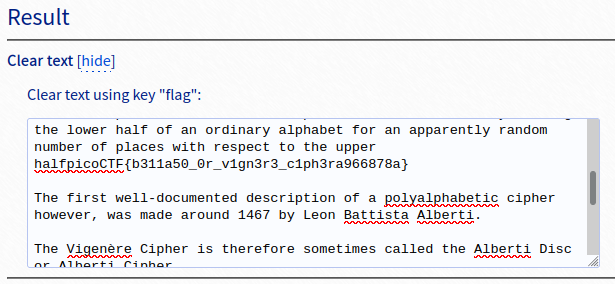 Result
Clear text [hide]
Clear text using key "flag":
the lower half of an ordinary alphabet for an apparently random
number of places with respect to the upper
halfpicoCTF{b311a50_0r_v1gn3r3_c1ph3ra966878a}
The first well-documented description of a polyalphabetic cipher
however, was made around 1467 by Leon Battista Alberti.
The Vigenère Cipher is therefore sometimes called the Alberti Disc
or Alberti Cipher